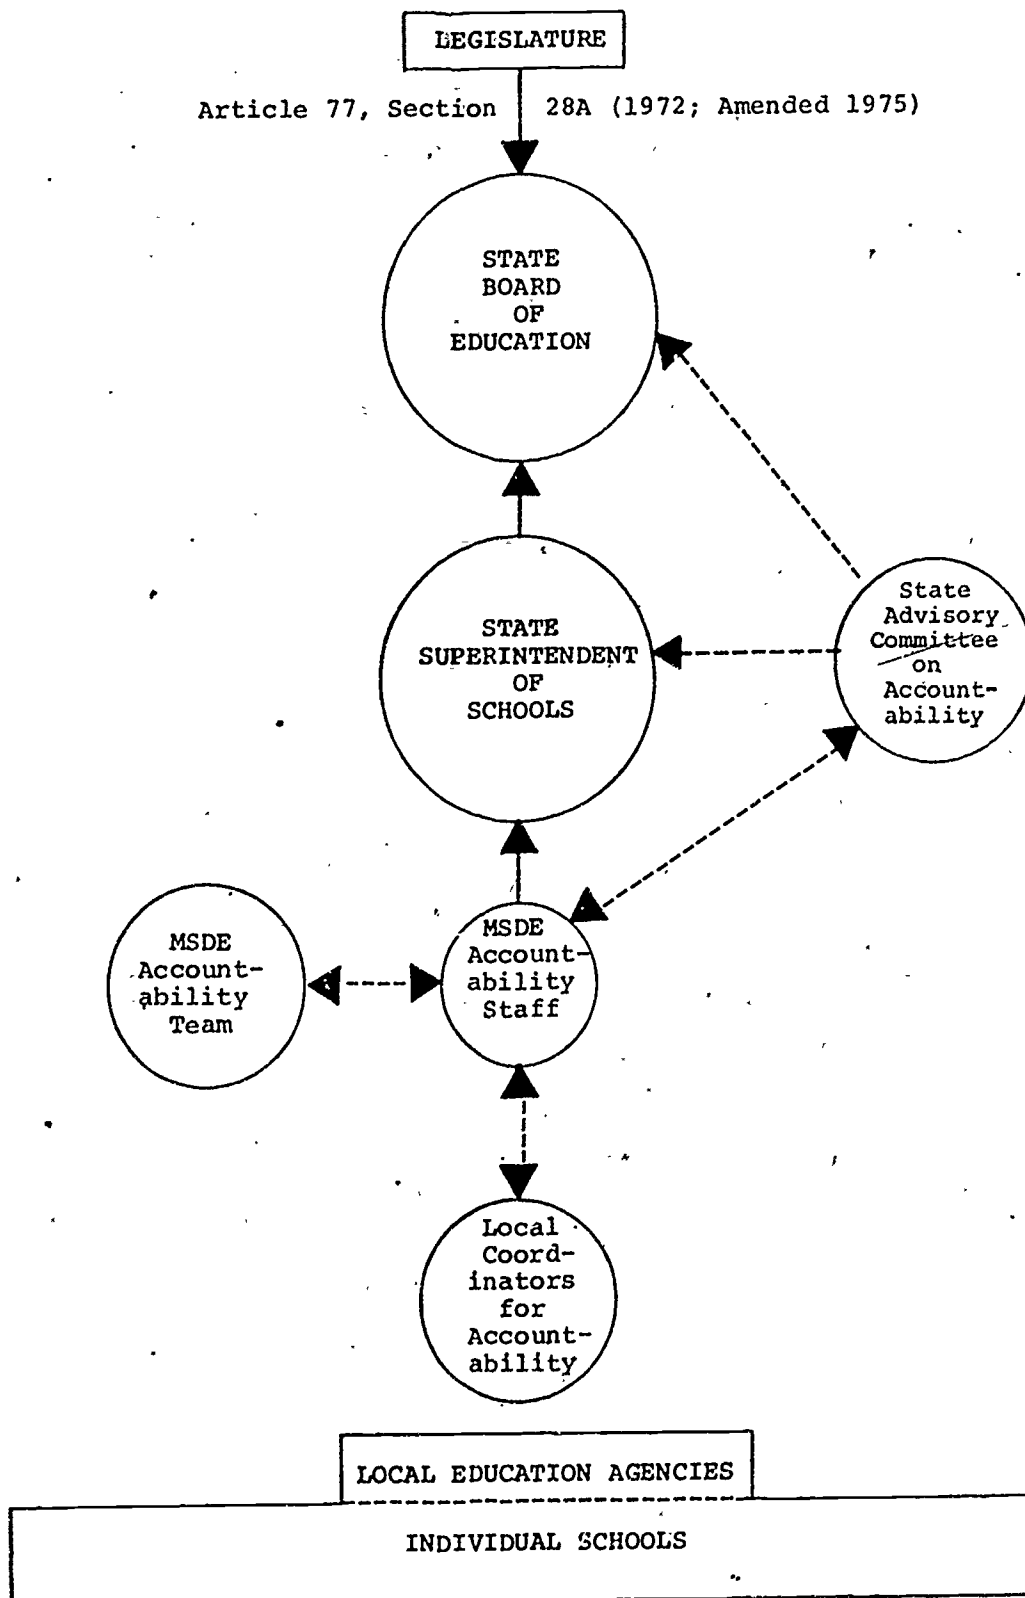 LEGISLATURE
Article 77, Section 28A (1972; Amended 1975)
STATE
BOARD
OF
EDUCATION
STATE
SUPERINTENDENT
OF
SCHOOLS
State
Advisory
Committee
on
Account-
ability
MSDE
Account-
ability
Team
MSDE
Account-
ability
Staff
Local
Coord-
inators
for
Account-
ability
LOCAL EDUCATION AGENCIES
INDIVIDUAL SCHOOLS